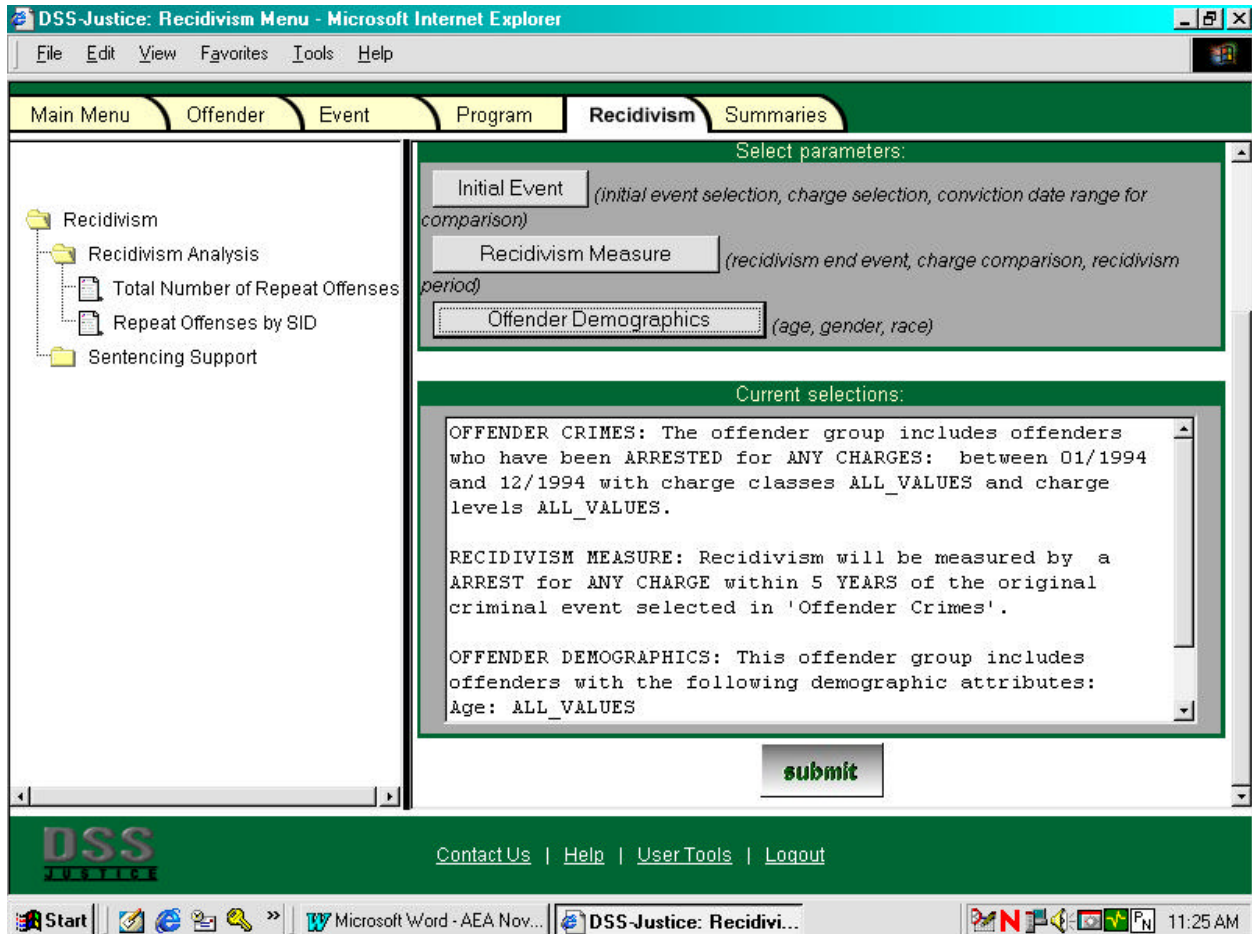 DSS-Justice: Recidivism Menu - Microsoft Internet Explorer
File Edit View Favorites Tools Help
Main Menu Offender Event Program Recidivism Summaries
Recidivism
Recidivism Analysis
Total Number of Repeat Offenses
Repeat Offenses by SID
Sentencing Support
Select parameters:
Initial Event (initial event selection, charge selection, conviction date range for
comparison)
Recidivism Measure (recidivism end event, charge comparison, recidivism
period)
Offender Demographics (age, gender, race)
Current selections:
OFFENDER CRIMES: The offender group includes offenders
who have been ARRESTED for ANY CHARGES: between 01/1994
and 12/1994 with charge classes ALL_VALUES and charge
levels ALL_VALUES.
RECIDIVISM MEASURE: Recidivism will be measured by a
ARREST for ANY CHARGE within 5 YEARS of the original
criminal event selected in 'Offender Crimes'.
OFFENDER DEMOGRAPHICS: This offender group includes
offenders with the following demographic attributes:
Age: ALL_VALUES
submit
DSS
JUSTICE
Contact Us | Help | User Tools | Logout
Start » Microsoft Word - AEA Nov... DSS-Justice: Recidivi... N PN 11:25 AM